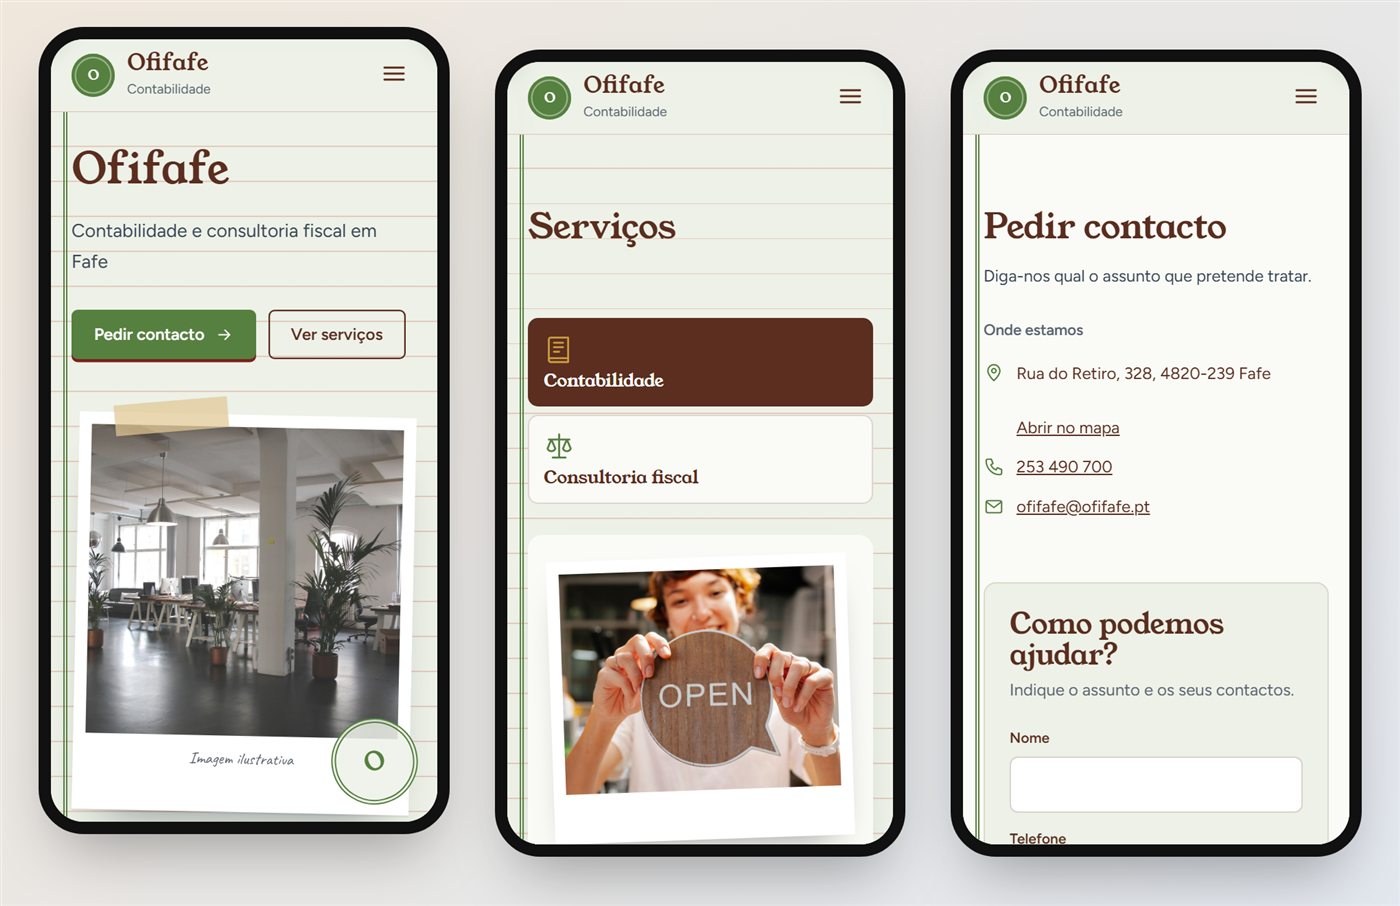 O
Ofifafe
Contabilidade
Ofifafe
Contabilidade e consultoria fiscal em
Fafe
Pedir contacto →
Ver serviços
Imagem ilustrativa
O
O
Ofifafe
Contabilidade
Serviços
Contabilidade
Consultoria fiscal
OPEN
O
Ofifafe
Contabilidade
Pedir contacto
Diga-nos qual o assunto que pretende tratar.
Onde estamos
Rua do Retiro, 328, 4820-239 Fafe
Abrir no mapa
253 490 700
ofifafe@ofifafe.pt
Como podemos
ajudar?
Indique o assunto e os seus contactos.
Nome
Telefone